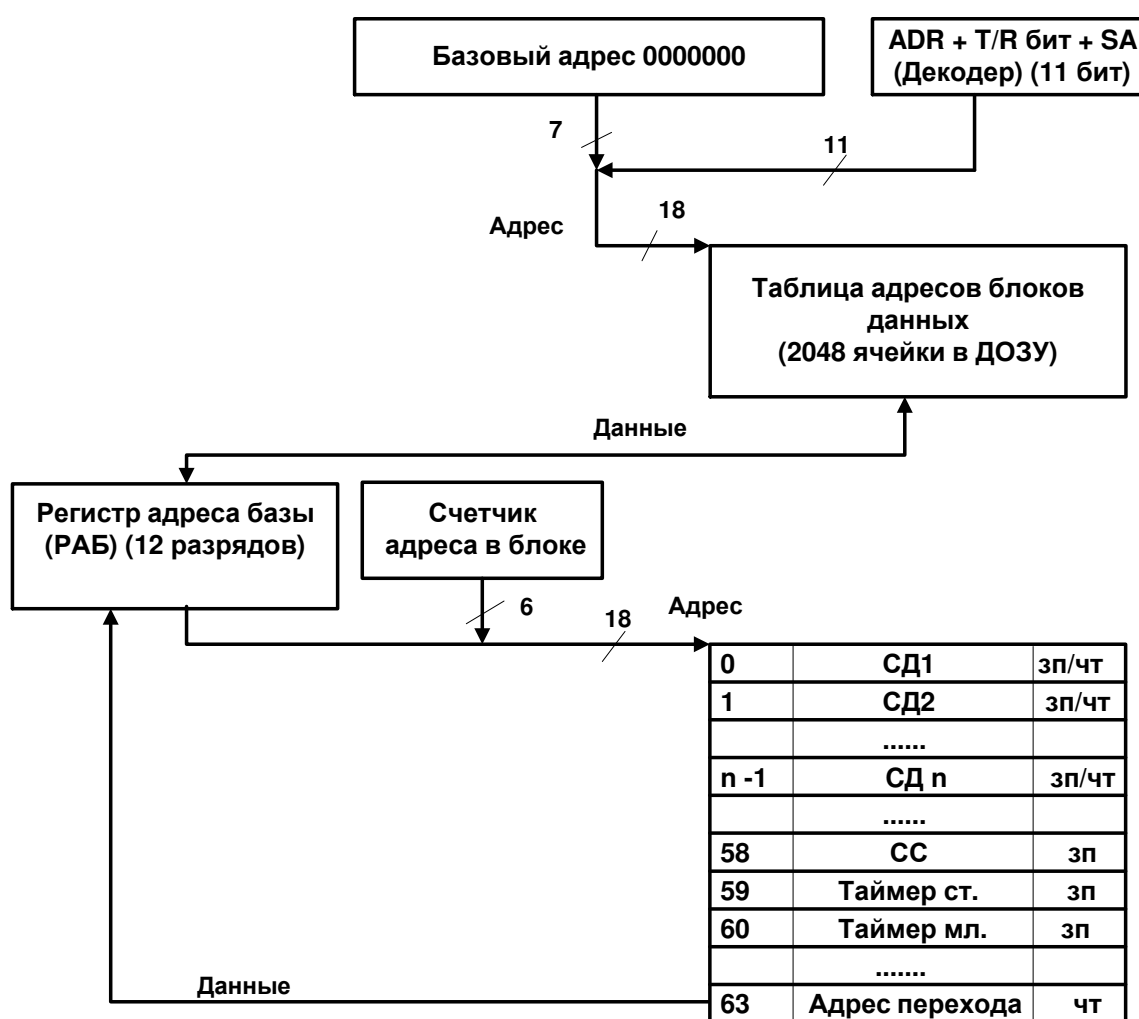 Базовый адрес 0000000
ADR + T/R бит + SA
(Декодер) (11 бит)
7
11
18
Адрес
Таблица адресов блоков
данных
(2048 ячейки в ДОЗУ)
Данные
Регистр адреса базы
(РАБ) (12 разрядов)
Счетчик
адреса в блоке
6
18
Адрес
0 СД1 зп/чт
1 СД2 зп/чт
......
n -1 СД n зп/чт
......
58 СС зп
59 Таймер ст. зп
60 Таймер мл. зп
.......
Данные
63 Адрес перехода чт